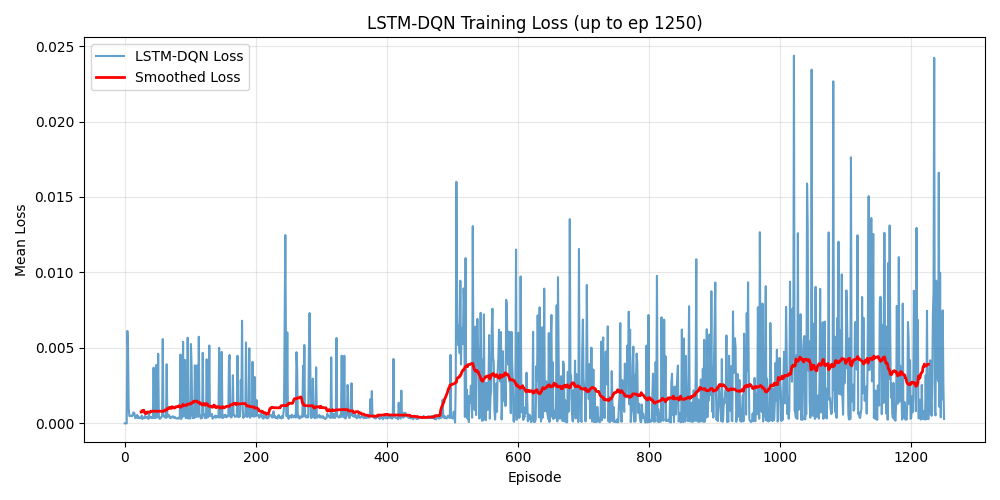 LSTM-DQN Training Loss (up to ep 1250)
LSTM-DQN Loss
Smoothed Loss
Mean Loss
0.025
0.020
0.015
0.010
0.005
0.000
0 200 400 600 800 1000 1200
Episode